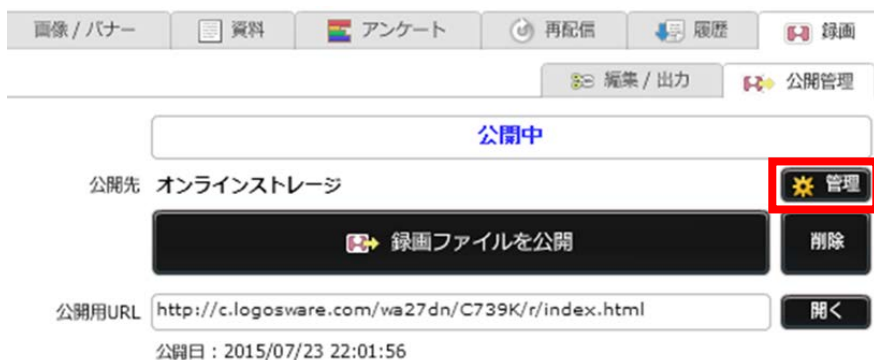 画像 / バナー 資料 アンケート 再配信 履歴 録画
編集 / 出力 公開管理
公開中
公開先 オンラインストレージ 管理
録画ファイルを公開 削除
公開用URL http://c.logosware.com/wa27dn/C739K/r/index.html 開く
公開日：2015/07/23 22:01:56